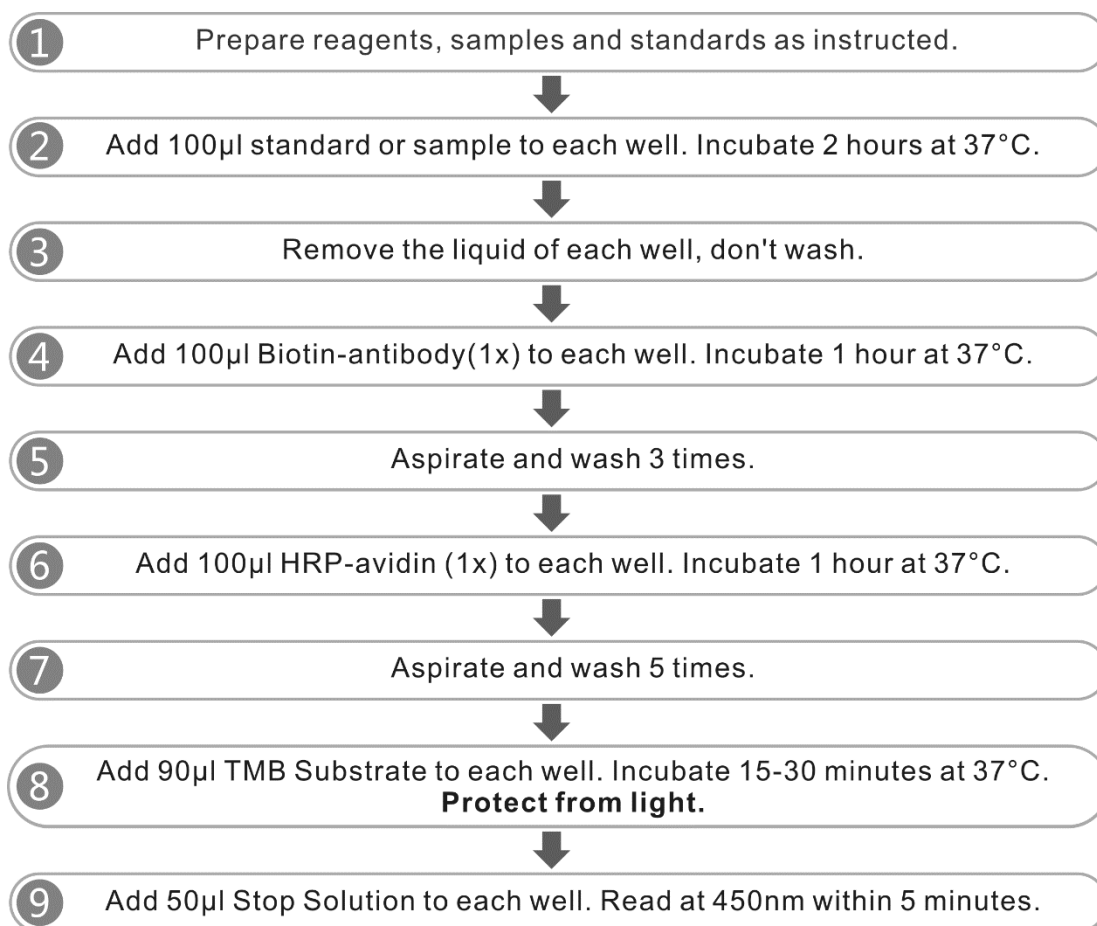 1 Prepare reagents, samples and standards as instructed.
2 Add 100μl standard or sample to each well. Incubate 2 hours at 37°C.
3 Remove the liquid of each well, don't wash.
4 Add 100μl Biotin-antibody(1x) to each well. Incubate 1 hour at 37°C.
5 Aspirate and wash 3 times.
6 Add 100μl HRP-avidin (1x) to each well. Incubate 1 hour at 37°C.
7 Aspirate and wash 5 times.
8 Add 90μl TMB Substrate to each well. Incubate 15-30 minutes at 37°C.
Protect from light.
9 Add 50μl Stop Solution to each well. Read at 450nm within 5 minutes.